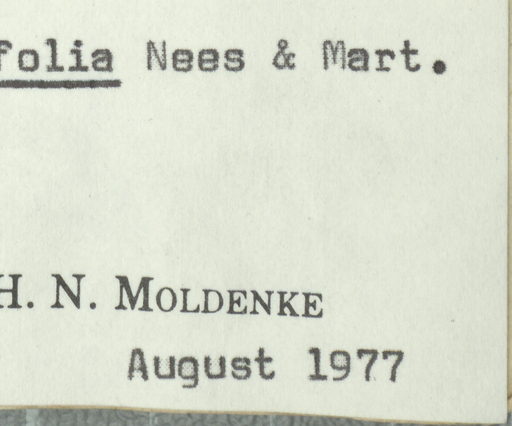 folia Nees & Mart.
H. N. MOLDENKE
August 1977